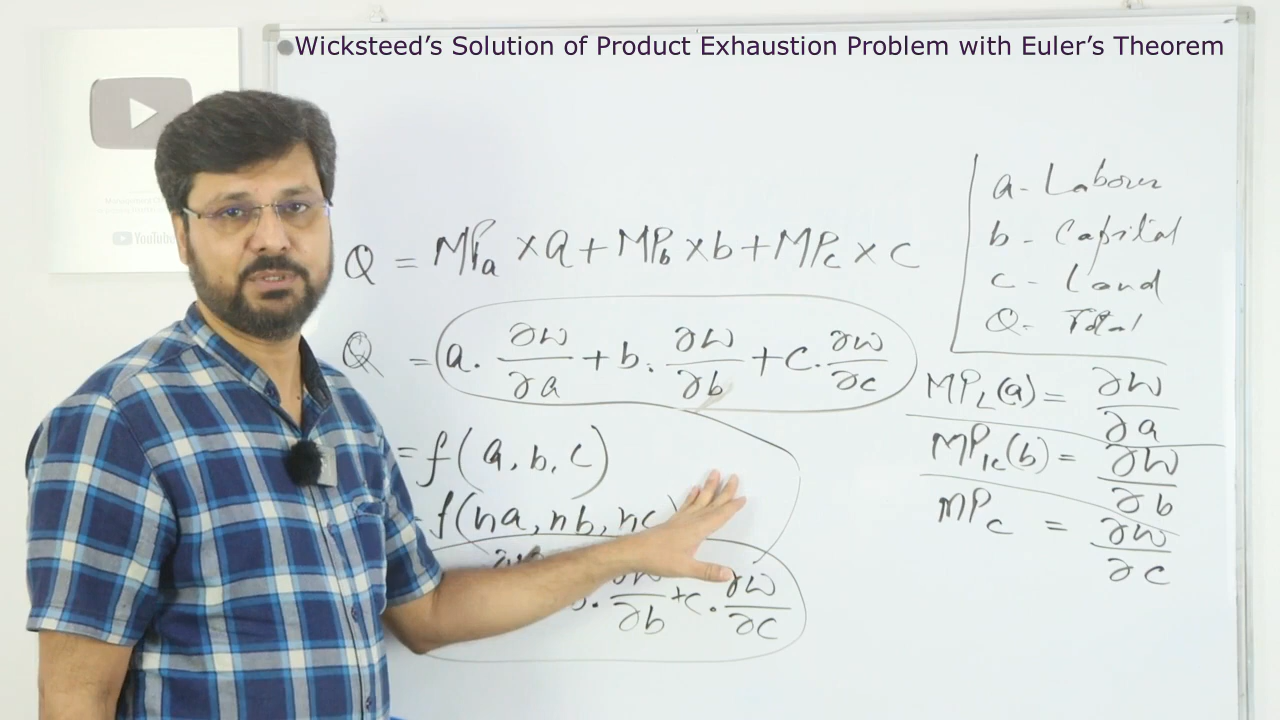 Wicksteed's Solution of Product Exhaustion Problem with Euler's Theorem
YouTube
Q = MPa × a + MPb × b + MPc × c
Q = a. ∂w/∂a + b. ∂w/∂b + c. ∂w/∂c
= f(a, b, c)
f(na, nb, nc
∂w/∂b + c. ∂w/∂c
a - Labour
b - Capital
c - Land
Q - Total
MPL(a) = ∂w/∂a
MPk(b) = ∂w/∂b
MPc = ∂w/∂c